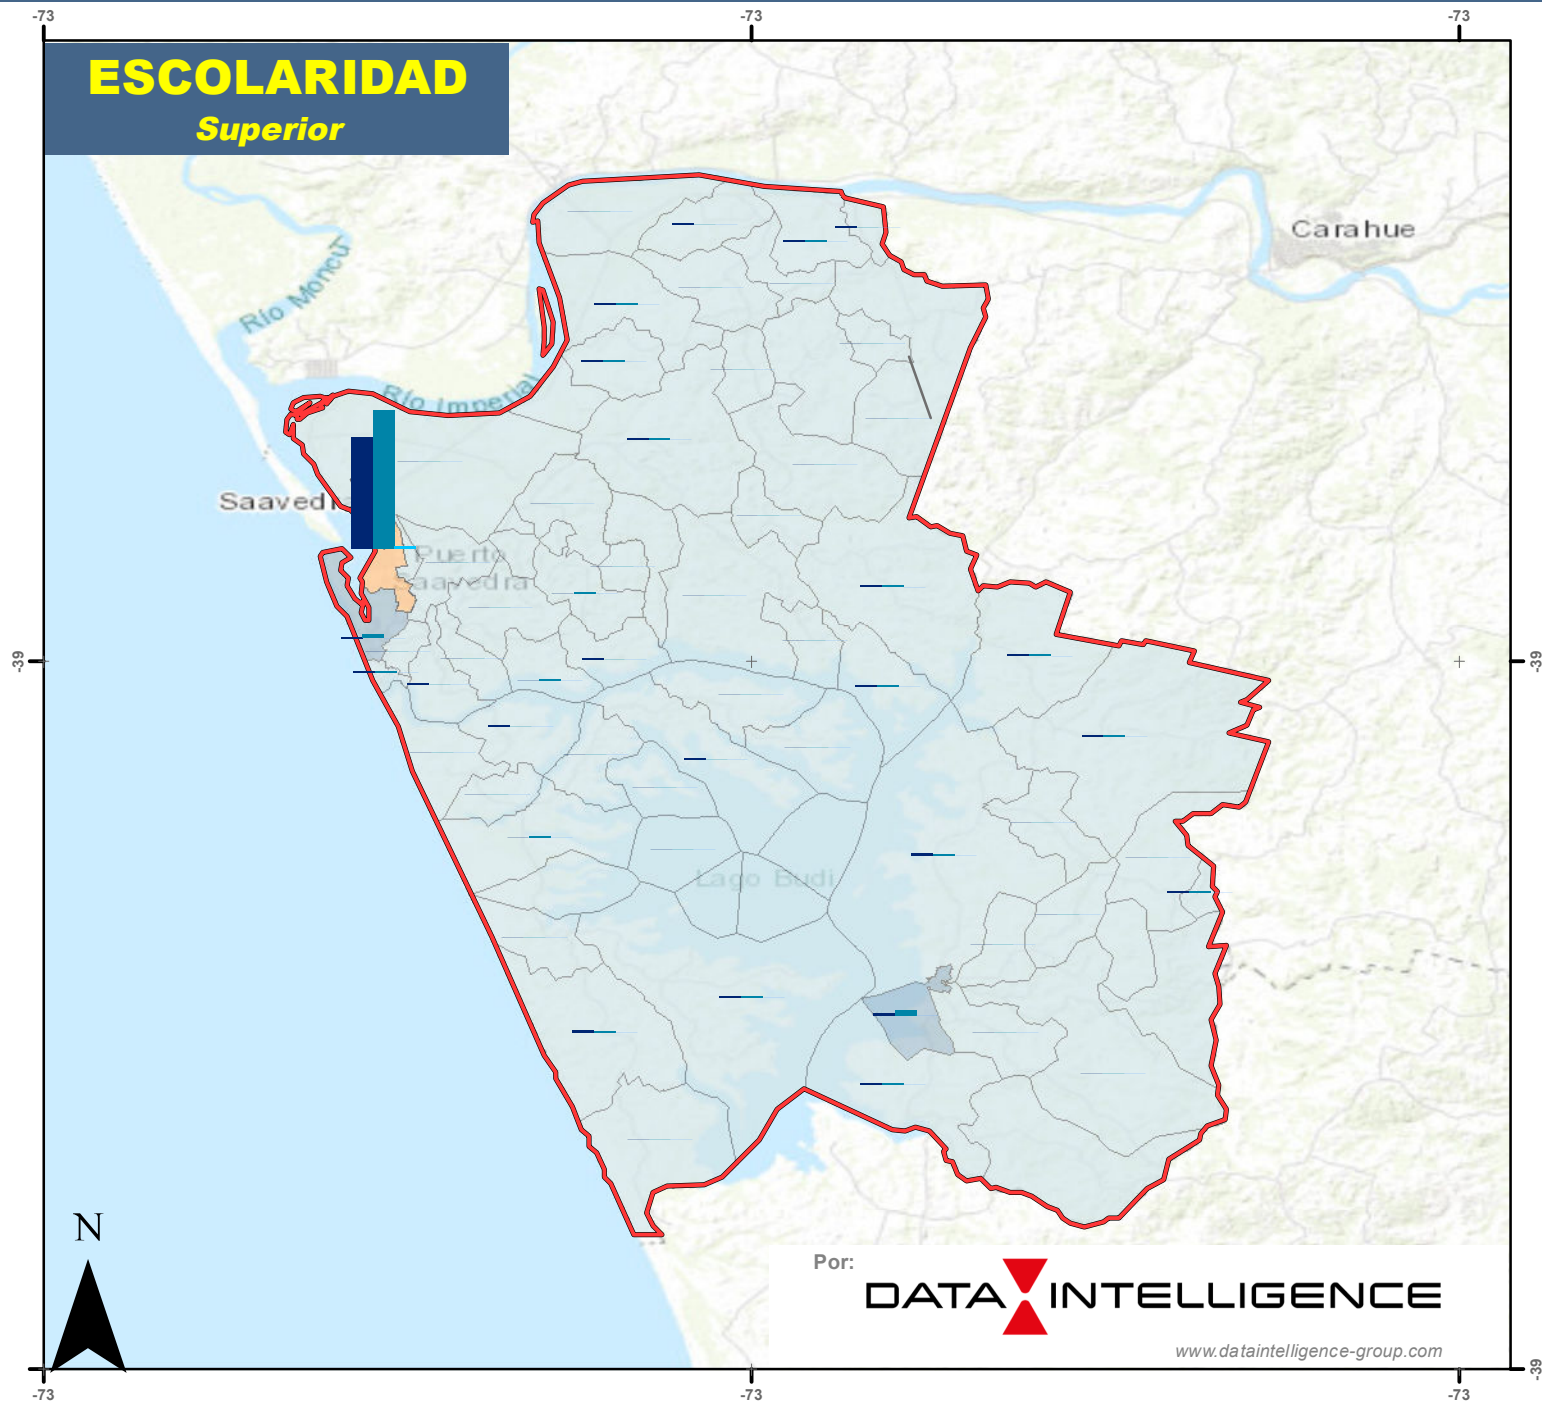 -73
-73
-73
ESCOLARIDAD
Superior
Carahue
Río Moncul
Río Imperial
Saavedra
Puerto
Saavedra
-39
-39
Lago Budi
N
Por:
DATA INTELLIGENCE
www.dataintelligence-group.com
-39
-73
-73
-73